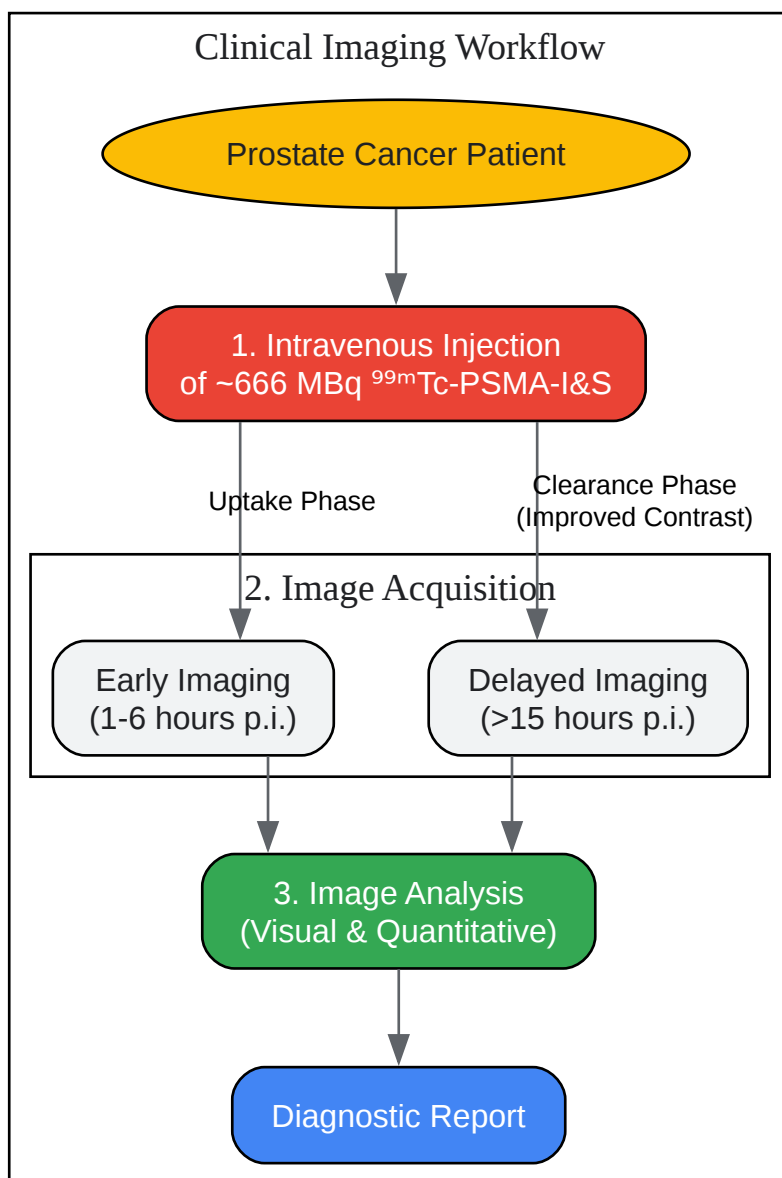 Clinical Imaging Workflow
Prostate Cancer Patient
1. Intravenous Injection
of ~666 MBq ⁹⁹ᵐTc-PSMA-I&S
Uptake Phase
Clearance Phase
(Improved Contrast)
2. Image Acquisition
Early Imaging
(1-6 hours p.i.)
Delayed Imaging
(>15 hours p.i.)
3. Image Analysis
(Visual & Quantitative)
Diagnostic Report